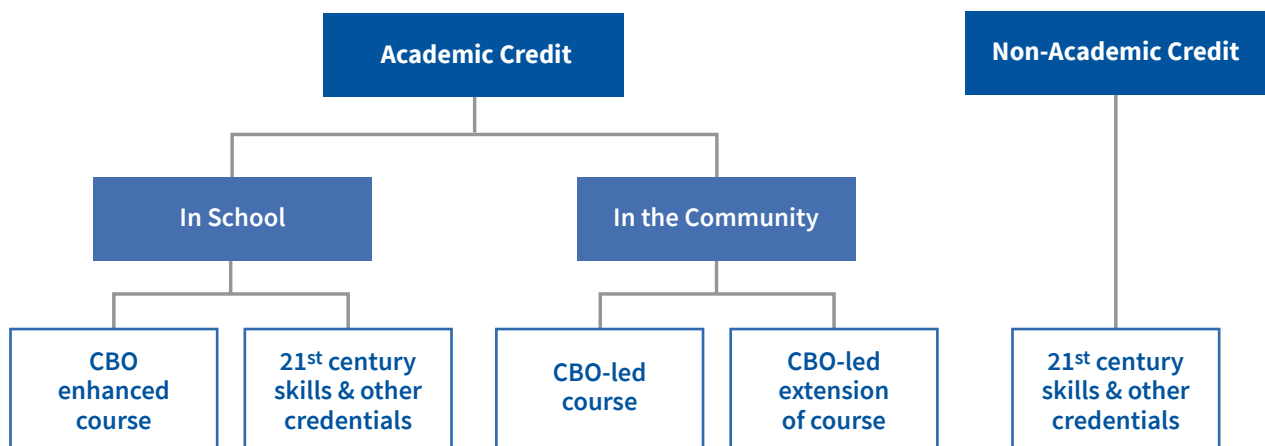 Academic Credit
Non-Academic Credit
In School
In the Community
CBO
enhanced
course
21st century
skills & other
credentials
CBO-led
course
CBO-led
extension
of course
21st century
skills & other
credentials